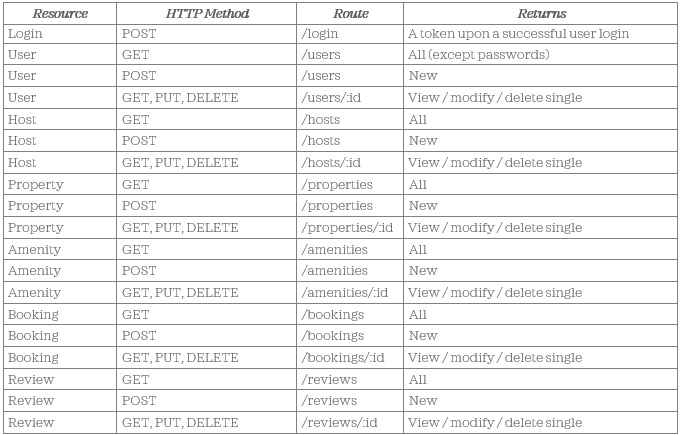 Resource HTTP Method Route Returns
Login POST /login A token upon a successful user login
User GET /users All (except passwords)
User POST /users New
User GET, PUT, DELETE /users/:id View / modify / delete single
Host GET /hosts All
Host POST /hosts New
Host GET, PUT, DELETE /hosts/:id View / modify / delete single
Property GET /properties All
Property POST /properties New
Property GET, PUT, DELETE /properties/:id View / modify / delete single
Amenity GET /amenities All
Amenity POST /amenities New
Amenity GET, PUT, DELETE /amenities/:id View / modify / delete single
Booking GET /bookings All
Booking POST /bookings New
Booking GET, PUT, DELETE /bookings/:id View / modify / delete single
Review GET /reviews All
Review POST /reviews New
Review GET, PUT, DELETE /reviews/:id View / modify / delete single